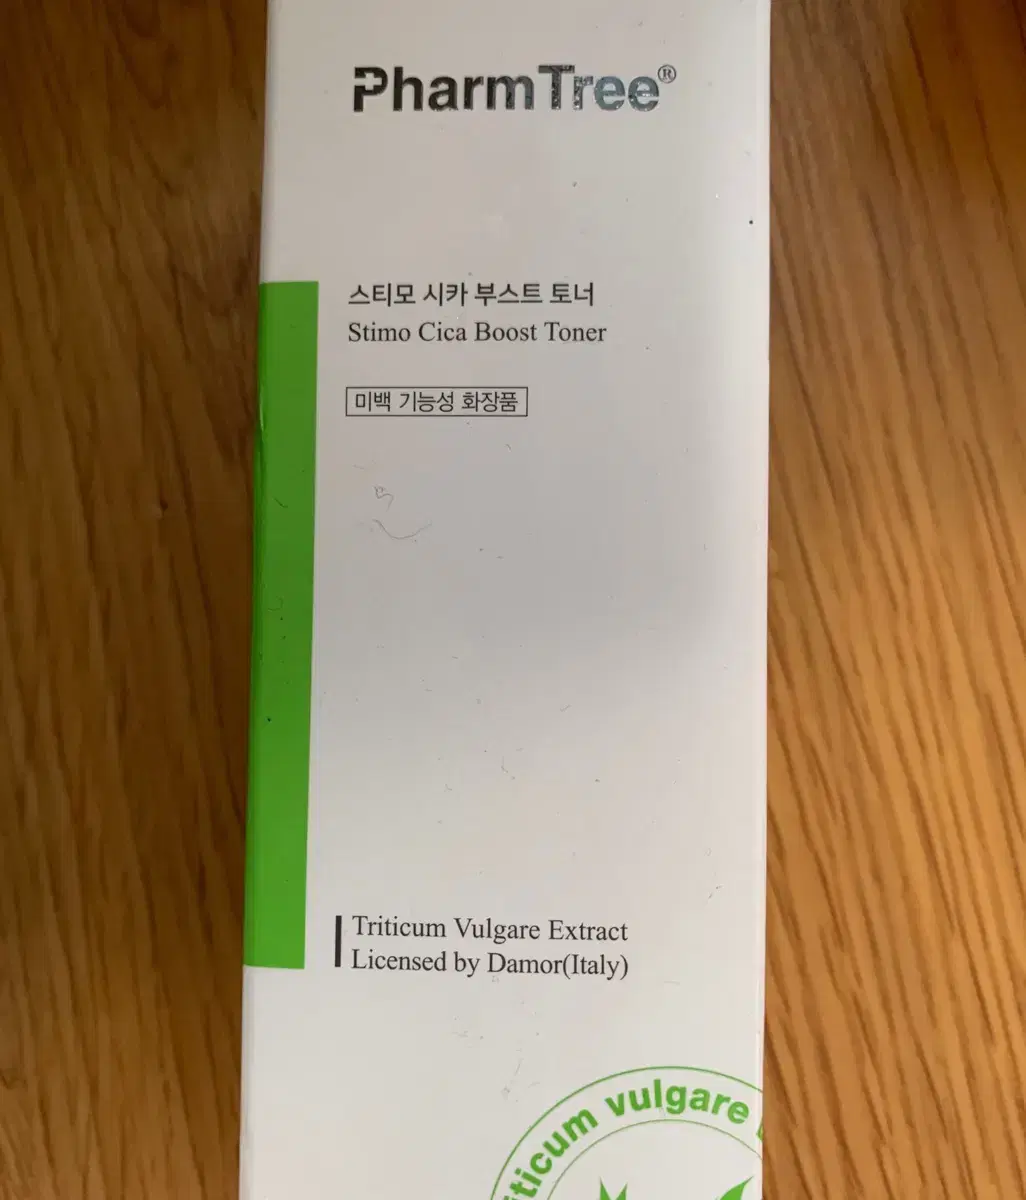 PharmTree®
스티모 시카 부스트 토너
Stimo Cica Boost Toner
미백 기능성 화장품
Triticum Vulgare Extract
Licensed by Damor(Italy)
triticum vulgare